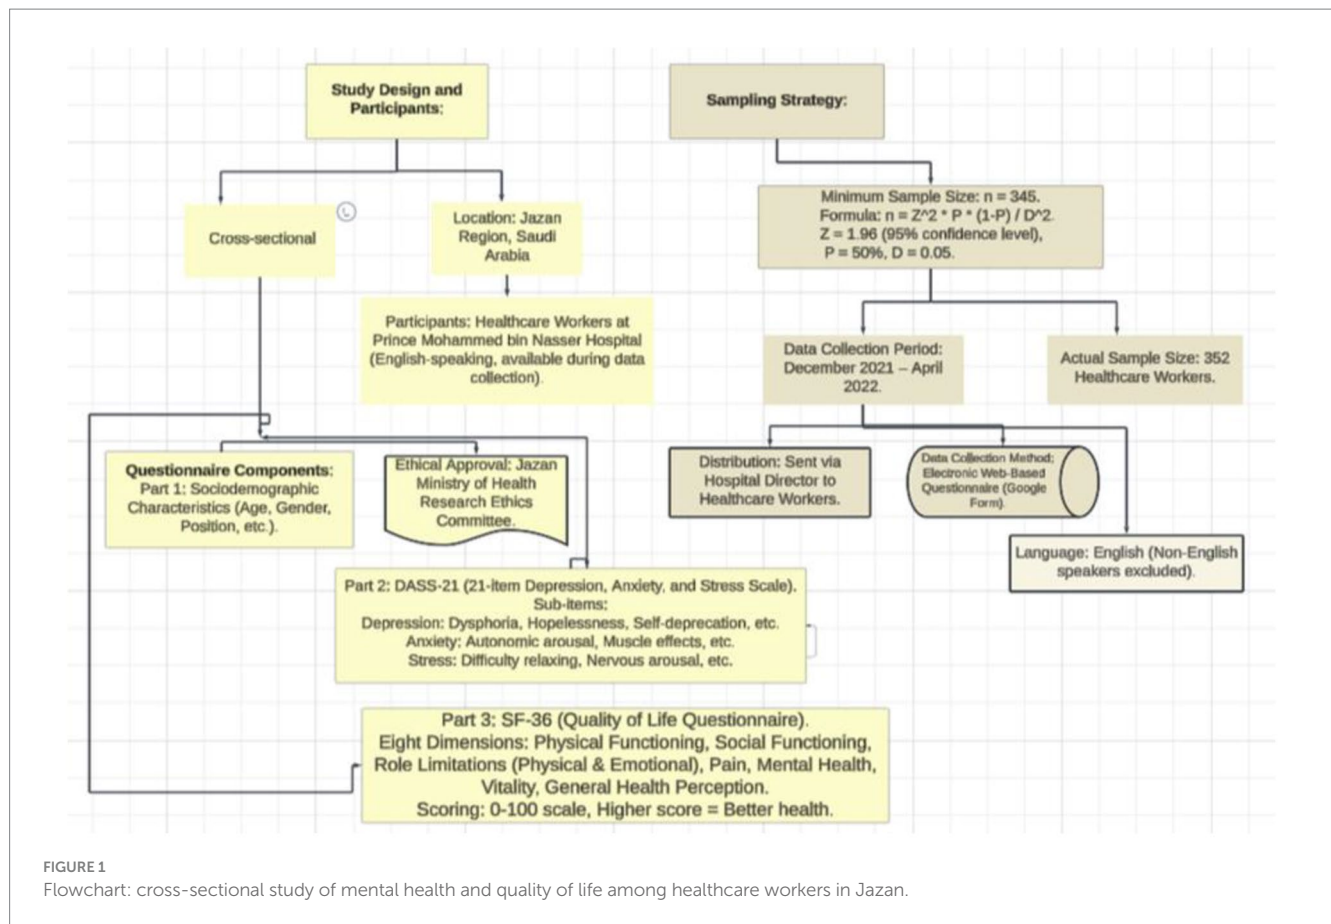 Study Design and
Participants:
Sampling Strategy:
Cross-sectional
Location: Jazan
Region, Saudi
Arabia
Minimum Sample Size: n = 345.
Formula: n = Z^2 * P * (1-P) / D^2.
Z = 1.96 (95% confidence level),
P = 50%, D = 0.05.
Participants: Healthcare Workers at
Prince Mohammed bin Nasser Hospital
(English-speaking, available during data
collection).
Data Collection Period:
December 2021 – April
2022.
Actual Sample Size: 352
Healthcare Workers.
Questionnaire Components:
Part 1: Sociodemographic
Characteristics (Age, Gender,
Position, etc.).
Ethical Approval: Jazan
Ministry of Health
Research Ethics
Committee.
Distribution: Sent via
Hospital Director to
Healthcare Workers.
Data Collection Method:
Electronic Web-Based
Questionnaire (Google
Form).
Language: English (Non-English
speakers excluded).
Part 2: DASS-21 (21-item Depression, Anxiety, and Stress Scale).
Sub-items:
Depression: Dysphoria, Hopelessness, Self-deprecation, etc.
Anxiety: Autonomic arousal, Muscle effects, etc.
Stress: Difficulty relaxing, Nervous arousal, etc.
Part 3: SF-36 (Quality of Life Questionnaire).
Eight Dimensions: Physical Functioning, Social Functioning,
Role Limitations (Physical & Emotional), Pain, Mental Health,
Vitality, General Health Perception.
Scoring: 0-100 scale, Higher score = Better health.
FIGURE 1
Flowchart: cross-sectional study of mental health and quality of life among healthcare workers in Jazan.